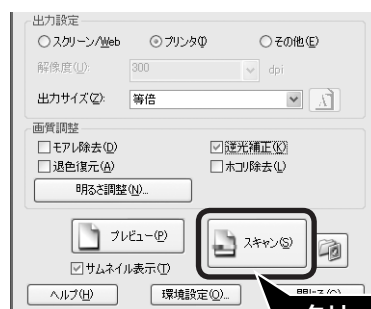 出力設定
スクリーン/Web プリンタ(I) その他(E)
解像度(U): 300 dpi
出力サイズ(Z): 等倍
画質調整
モアレ除去(D) 逆光補正(K)
退色復元(A) ホコリ除去(L)
明るさ調整(N)...
プレビュー(P) スキャン(S)
サムネイル表示(T)
ヘルプ(H) 環境設定(O)...